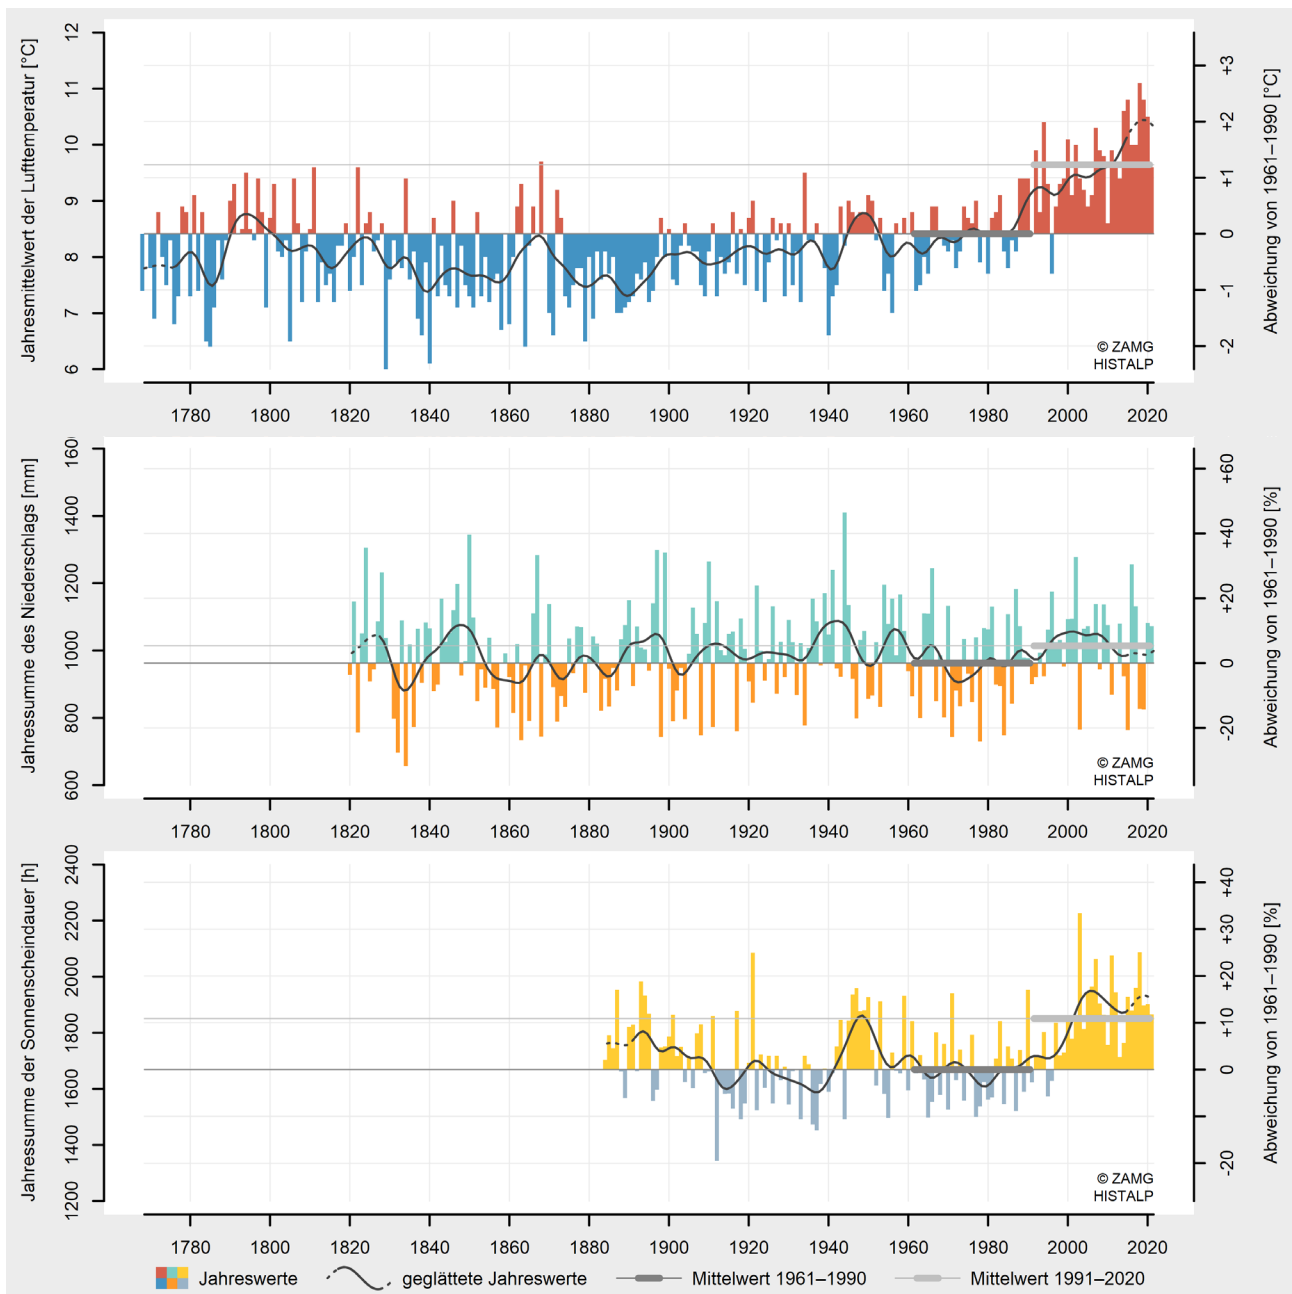 Jahresmittelwert der Lufttemperatur [°C]
12
11
10
9
8
7
6
+3
+2
+1
0
-1
-2
Abweichung von 1961–1990 [°C]
© ZAMG
HISTALP
1780 1800 1820 1840 1860 1880 1900 1920 1940 1960 1980 2000 2020
Jahressumme des Niederschlags [mm]
160
1400
1200
1000
800
600
+60
+40
+20
0
-20
Abweichung von 1961–1990 [%]
© ZAMG
HISTALP
1780 1800 1820 1840 1860 1880 1900 1920 1940 1960 1980 2000 2020
Jahressumme der Sonnenscheindauer [h]
2400
2200
2000
1800
1600
1400
1200
+40
+30
+20
+10
0
-20
Abweichung von 1961–1990 [%]
© ZAMG
HISTALP
1780 1800 1820 1840 1860 1880 1900 1920 1940 1960 1980 2000 2020
Jahreswerte geglättete Jahreswerte Mittelwert 1961–1990 Mittelwert 1991–2020